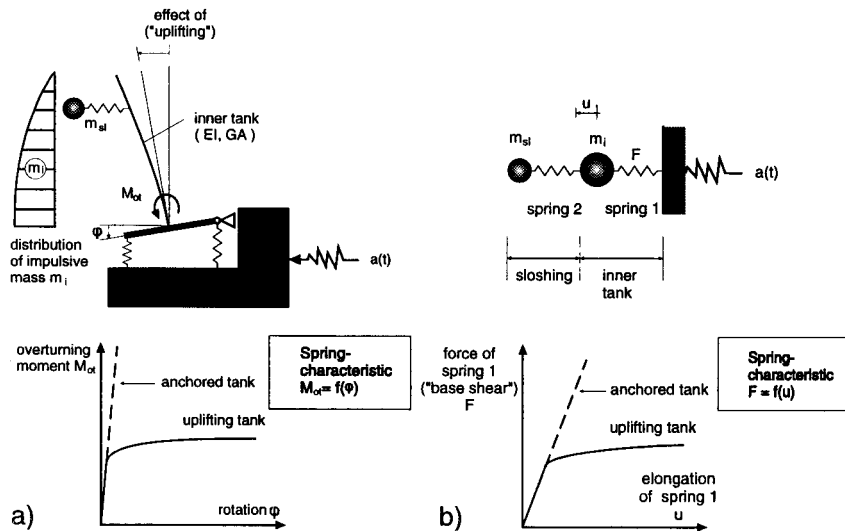 effect of
("uplifting")
inner tank
( EI, GA )
m_sl
m_i
M_ot
φ
distribution
of impulsive
mass m_i
a(t)
u
m_sl
m_i
F
a(t)
spring 2
spring 1
sloshing
inner
tank
overturning
moment M_ot
Spring-
characteristic
M_ot = f(φ)
anchored tank
uplifting tank
a)
rotation φ
force of
spring 1
("base shear")
F
Spring-
characteristic
F = f(u)
anchored tank
uplifting tank
elongation
of spring 1
u
b)